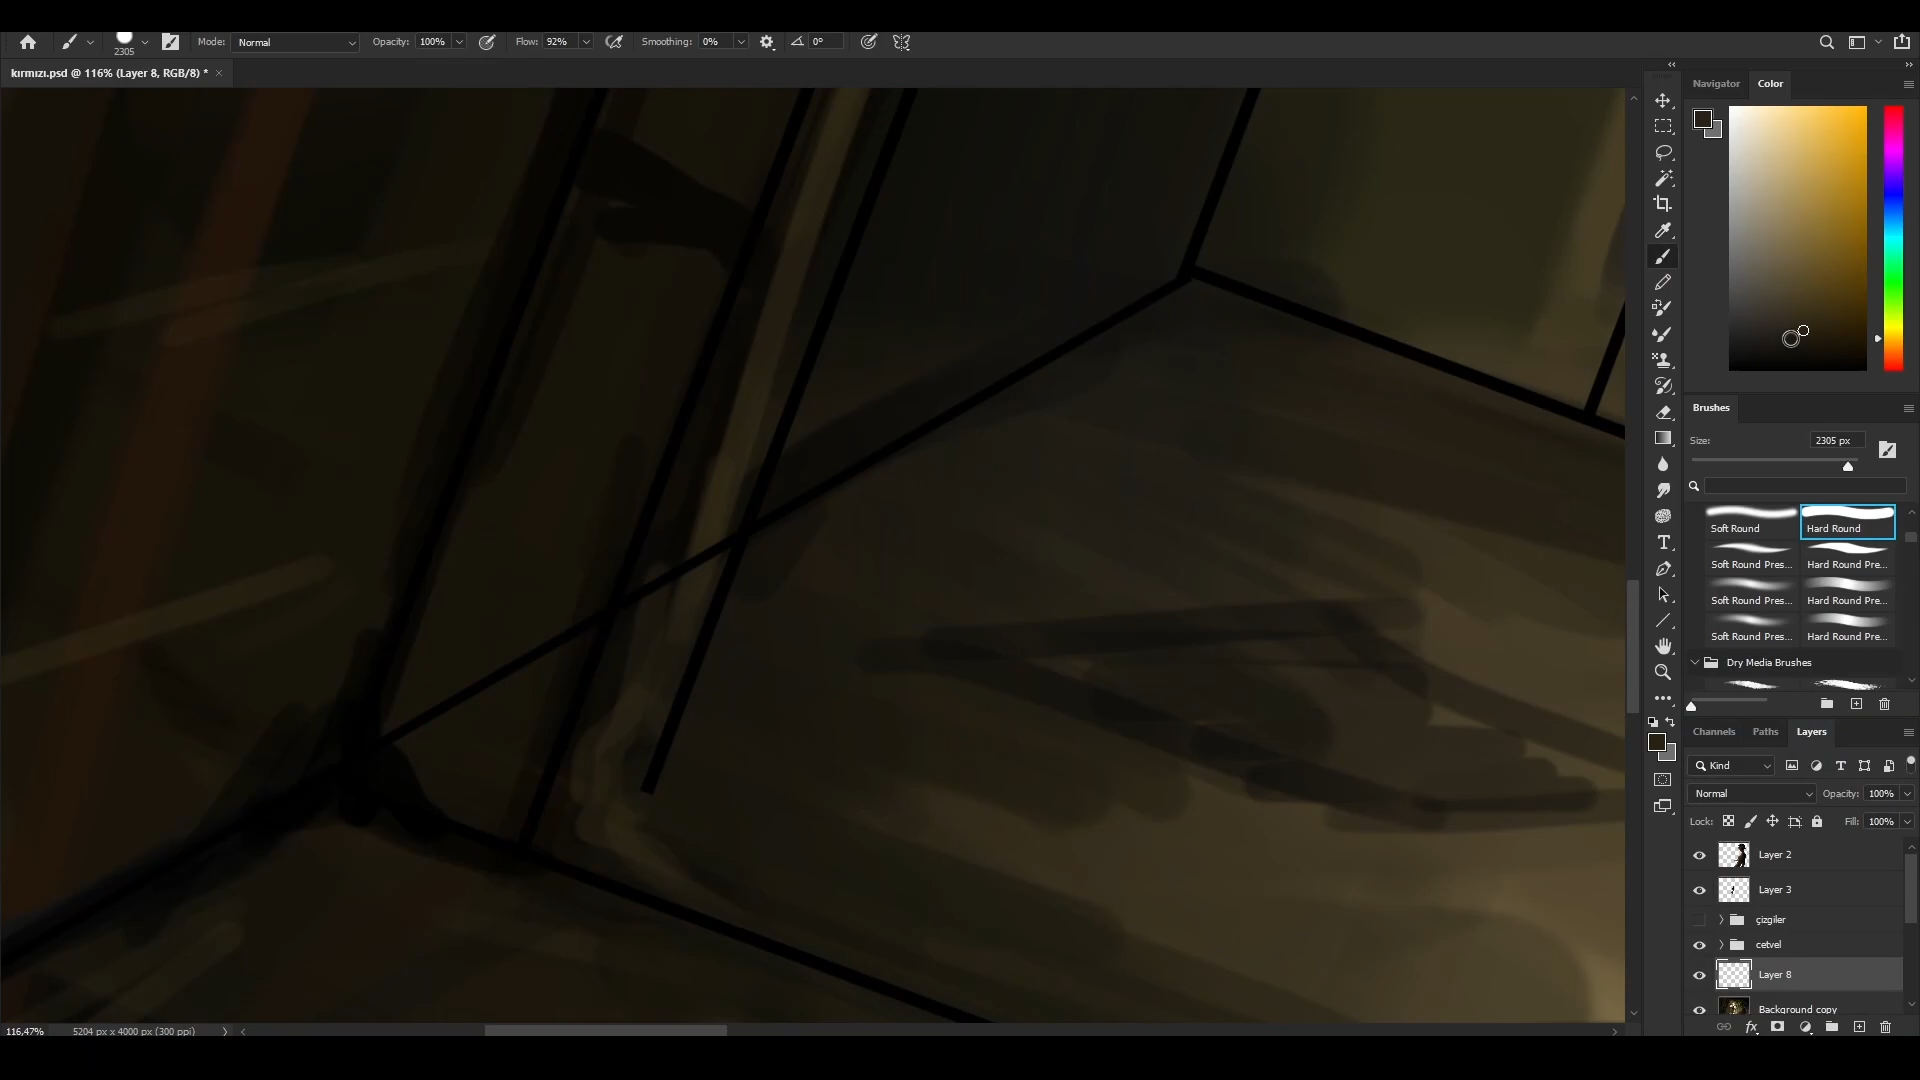 2305
Mode: Normal
Opacity: 100%
Flow: 92%
Smoothing: 0%
0°
kırmızı.psd @ 116% (Layer 8, RGB/8) *
Navigator
Color
Brushes
Size:
2305 px
Soft Round
Hard Round
Soft Round Pres...
Hard Round Pre...
Soft Round Pres...
Hard Round Pre...
Soft Round Pres...
Hard Round Pre...
Dry Media Brushes
Channels
Paths
Layers
Kind
Normal
Opacity: 100%
Lock:
Fill: 100%
Layer 2
Layer 3
çizgiler
cetvel
Layer 8
Background copy
116,47%
5204 px x 4000 px (300 ppi)